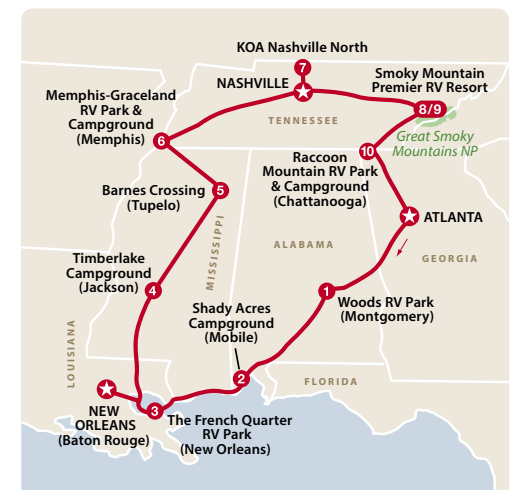 KOA Nashville North
7
NASHVILLE
Smoky Mountain
Premier RV Resort
8/9
Memphis-Graceland
RV Park &
Campground
(Memphis)
6
TENNESSEE
Great Smoky
Mountains NP
10
Raccoon
Mountain RV Park
& Campground
(Chattanooga)
Barnes Crossing
(Tupelo)
5
ATLANTA
MISSISSIPPI
ALABAMA
GEORGIA
Timberlake
Campground
(Jackson)
4
1
Woods RV Park
(Montgomery)
Shady Acres
Campground
(Mobile)
2
LOUISIANA
FLORIDA
NEW
ORLEANS
(Baton Rouge)
3
The French Quarter
RV Park
(New Orleans)